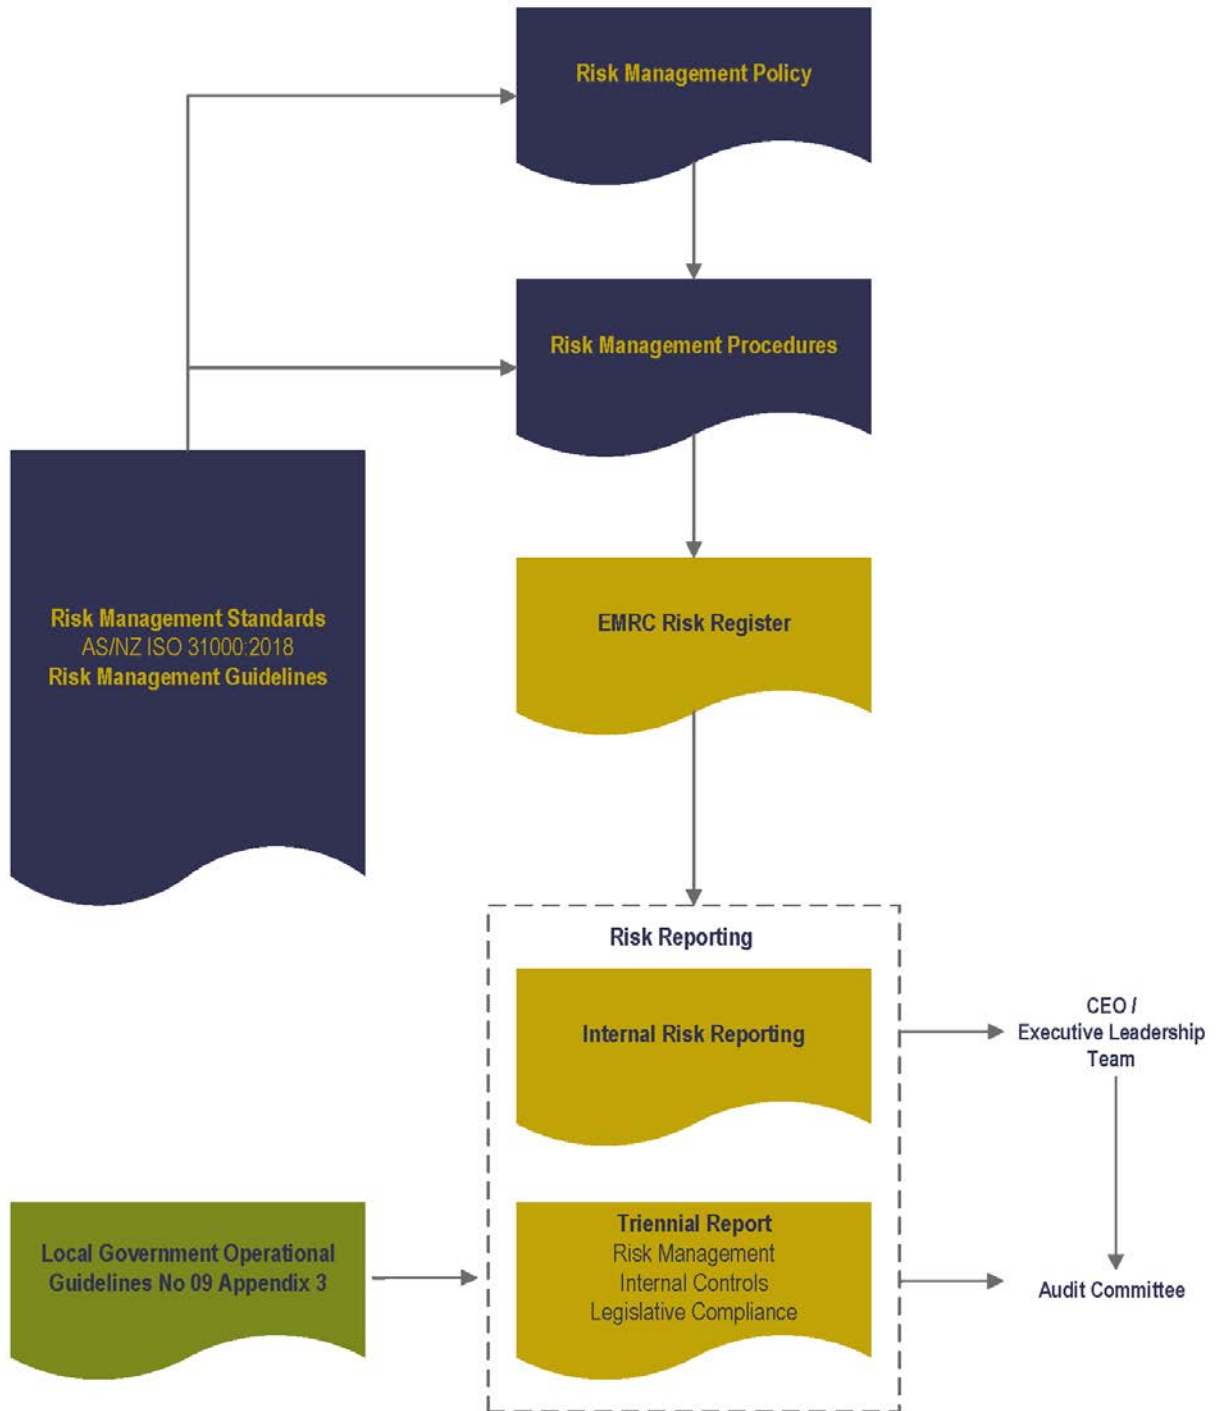 Risk Management Policy
Risk Management Procedures
Risk Management Standards
AS/NZ ISO 31000:2018
Risk Management Guidelines
EMRC Risk Register
Risk Reporting
Internal Risk Reporting
CEO /
Executive Leadership
Team
Local Government Operational
Guidelines No 09 Appendix 3
Triennial Report
Risk Management
Internal Controls
Legislative Compliance
Audit Committee